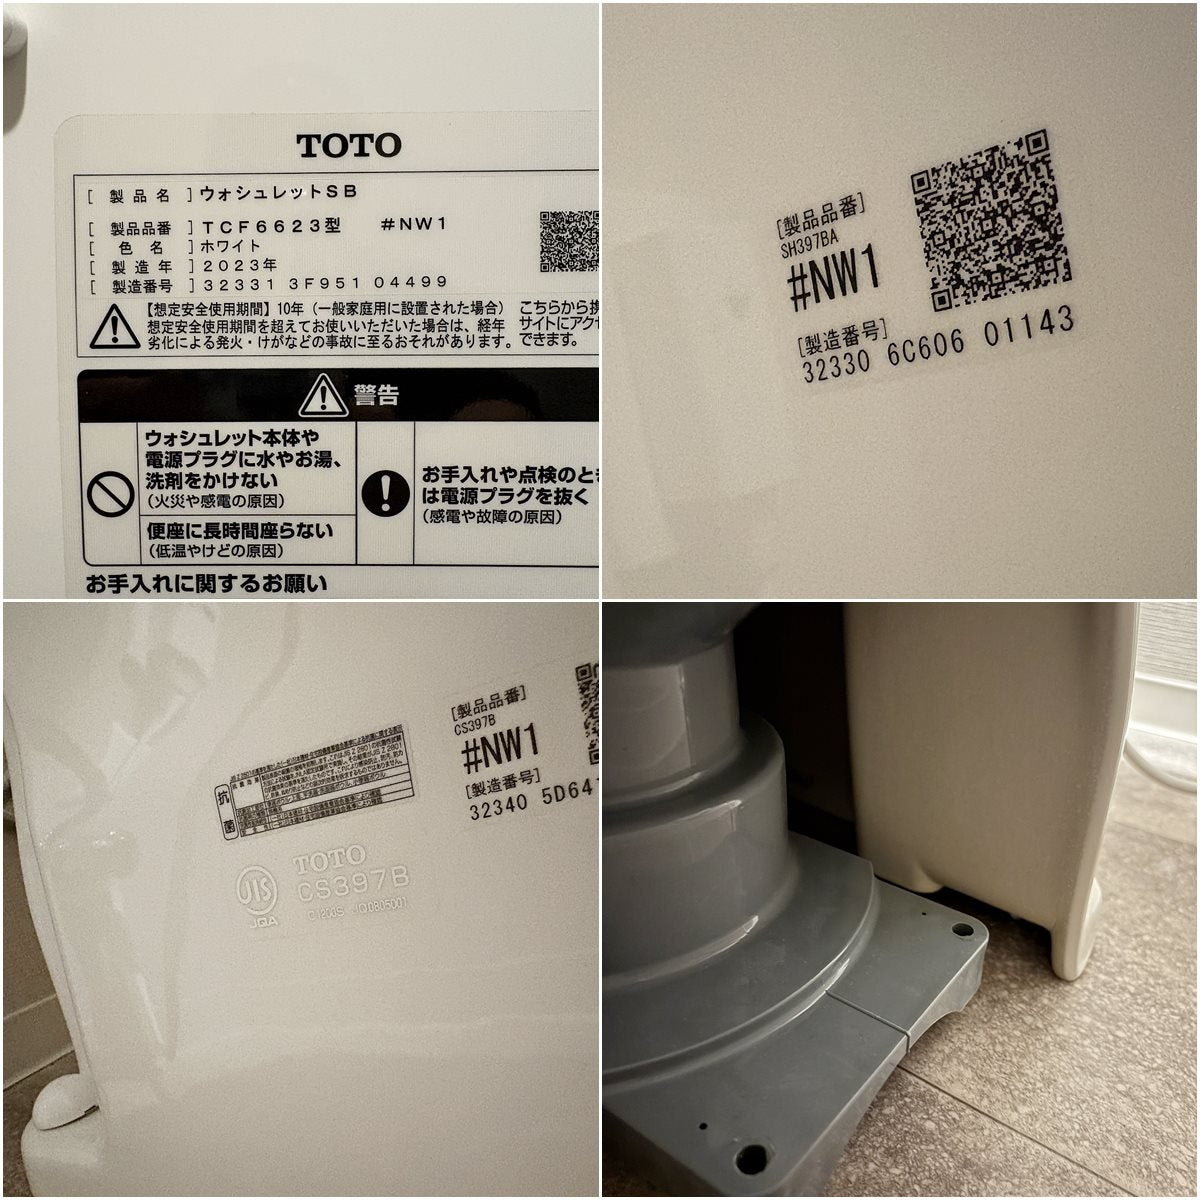 TOTO
[ 製品名 ] ウォシュレットSB
[ 製品品番 ] TCF6623型 #NW1
[ 色名 ] ホワイト
[ 製造年 ] 2023年
[ 製造番号 ] 32331 3F951 04499
【想定安全使用期間】10年（一般家庭用に設置された場合）
想定安全使用期間を超えてお使いいただいた場合は、経年
劣化による発火・けがなどの事故に至るおそれがあります。
こちらから携
サイトにアクセ
できます。
警告
ウォシュレット本体や
電源プラグに水やお湯、
洗剤をかけない
（火災や感電の原因）
便座に長時間座らない
（低温やけどの原因）
お手入れや点検のとき
は電源プラグを抜く
（感電や故障の原因）
お手入れに関するお願い
[製品品番]
SH397BA
#NW1
[製造番号]
32330 6C606 01143
[製品品番]
CS397B
#NW1
[製造番号]
32340 5D64
抗菌
JIS
JQA
TOTO
CS397B
C1200S JQ0805001